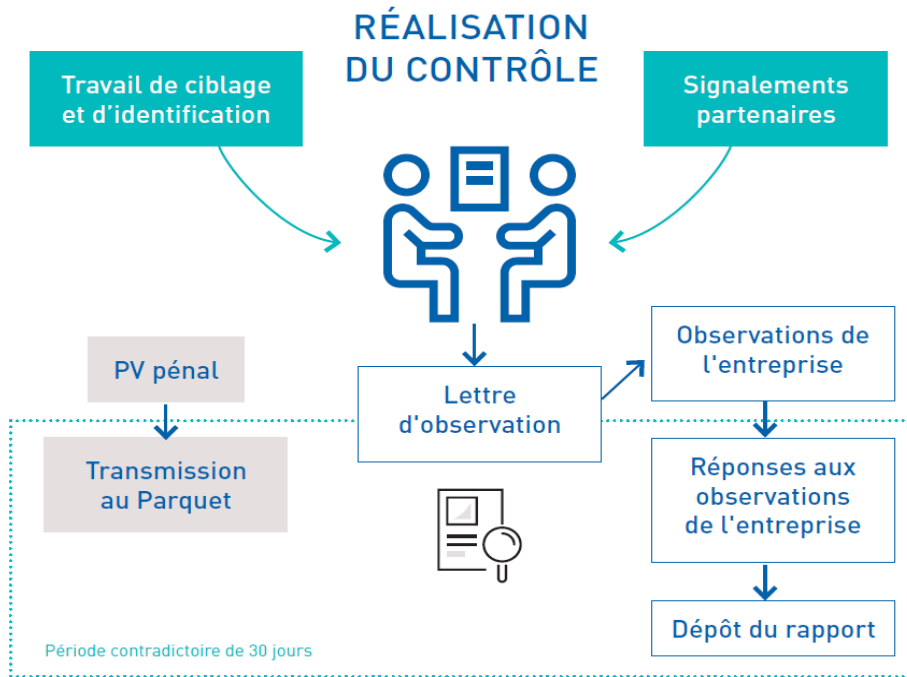 RÉALISATION
DU CONTRÔLE
Travail de ciblage
et d'identification
Signalements
partenaires
PV pénal
Transmission
au Parquet
Lettre
d'observation
Observations de
l'entreprise
Réponses aux
observations
de l'entreprise
Dépôt du rapport
Période contradictoire de 30 jours